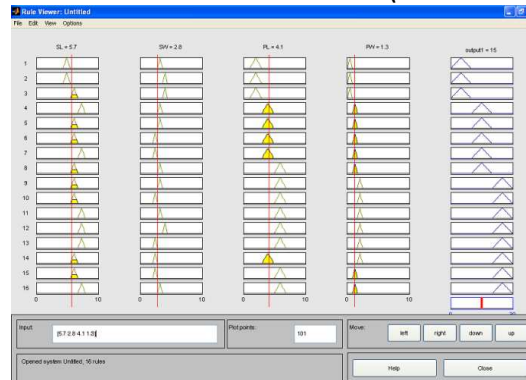 Rule Viewer: Untitled
File Edit View Options
SL = 5.7 SW = 2.8 PL = 4.1 PW = 1.3 output1 = 15
1
2
3
4
5
6
7
8
9
10
11
12
13
14
15
16
0 10 0 10 0 10 0 10
0 30
Input: [5.7 2.8 4.1 1.3] Plot points: 101 Move: left right down up
Opened system Untitled, 16 rules Help Close